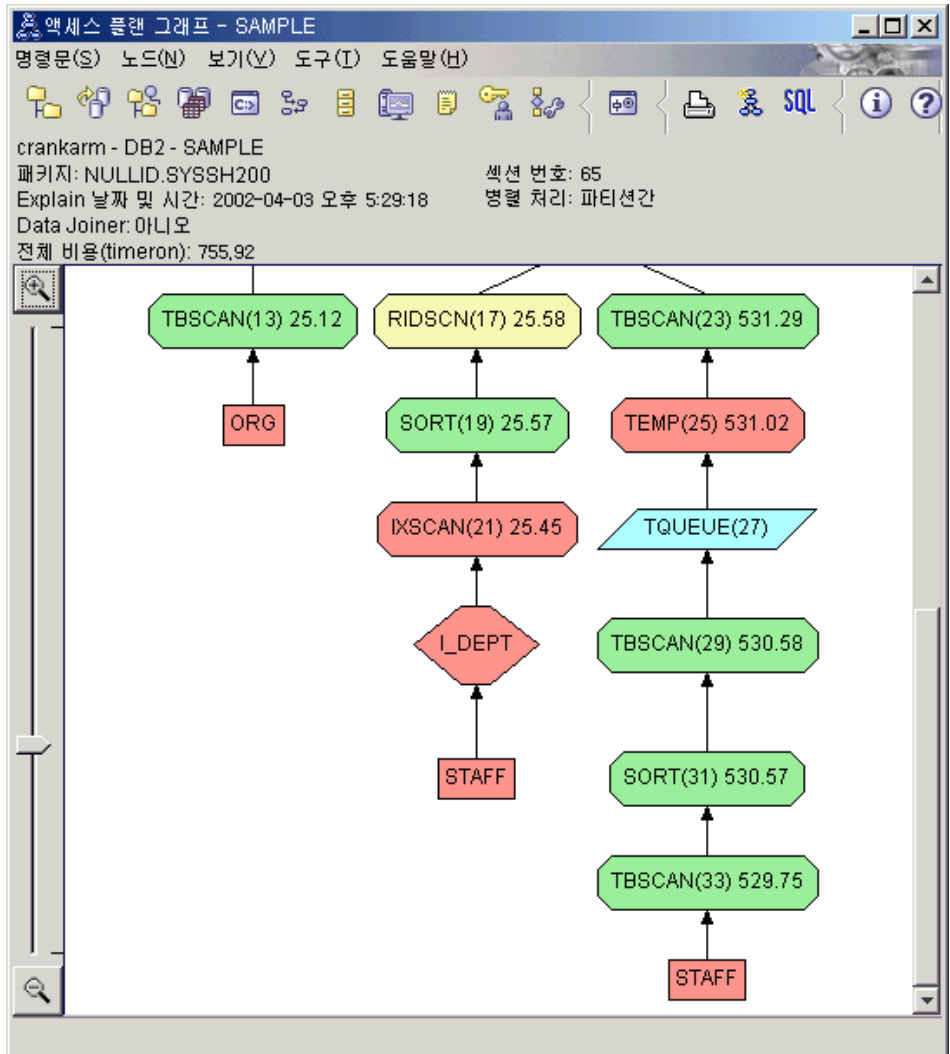 액세스 플랜 그래프 - SAMPLE
명령문(S) 노드(N) 보기(V) 도구(T) 도움말(H)
C:\>
SQL
crankarm - DB2 - SAMPLE
패키지: NULLID.SYSSH200 섹션 번호: 65
Explain 날짜 및 시간: 2002-04-03 오후 5:29:18 병렬 처리: 파티션간
Data Joiner: 아니오
전체 비용(timeron): 755,92
TBSCAN(13) 25.12 RIDSCN(17) 25.58 TBSCAN(23) 531.29
ORG SORT(19) 25.57 TEMP(25) 531.02
IXSCAN(21) 25.45 TQUEUE(27)
I_DEPT TBSCAN(29) 530.58
STAFF SORT(31) 530.57
TBSCAN(33) 529.75
STAFF